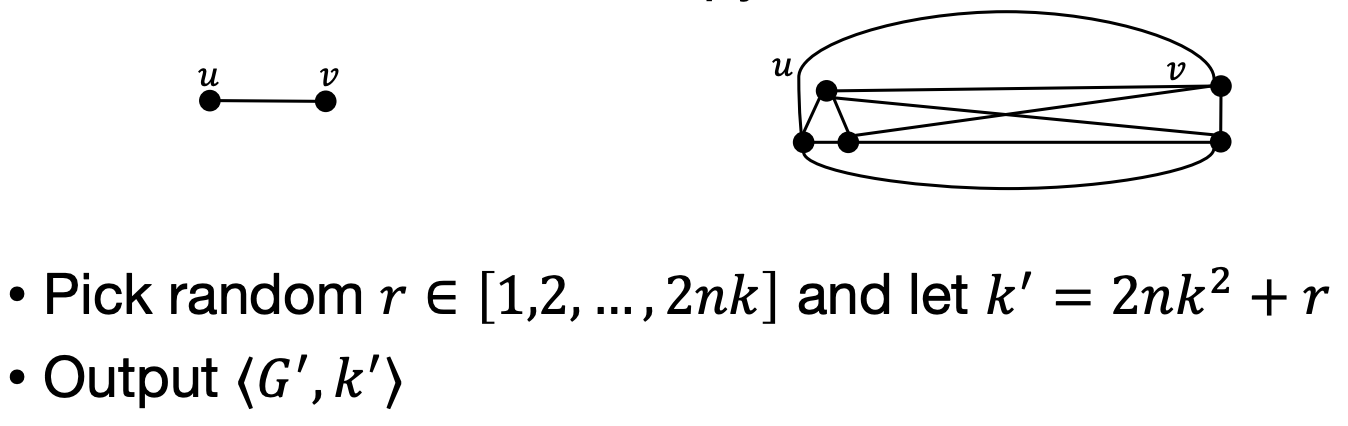 u v u v
• Pick random r ∈ [1,2, … , 2nk] and let k′ = 2nk² + r
• Output ⟨G′, k′⟩